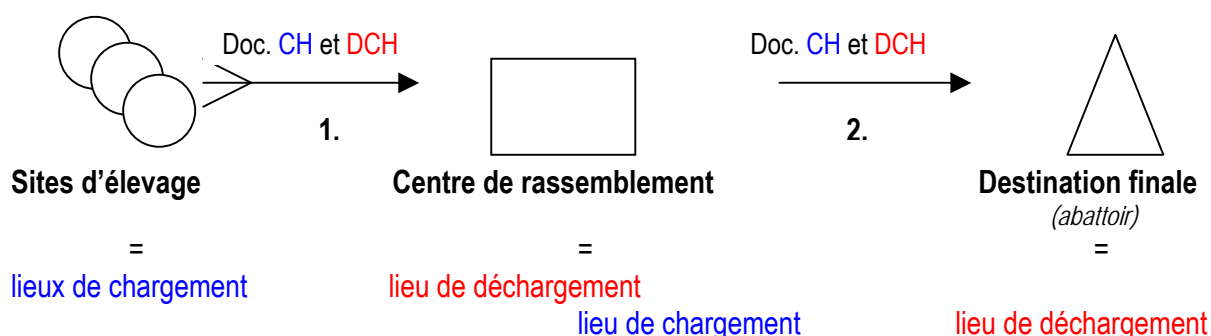 Doc. CH et DCH
Doc. CH et DCH
1.
2.
Sites d'élevage
Centre de rassemblement
Destination finale
(abattoir)
=
=
=
lieux de chargement
lieu de déchargement
lieu de chargement
lieu de déchargement